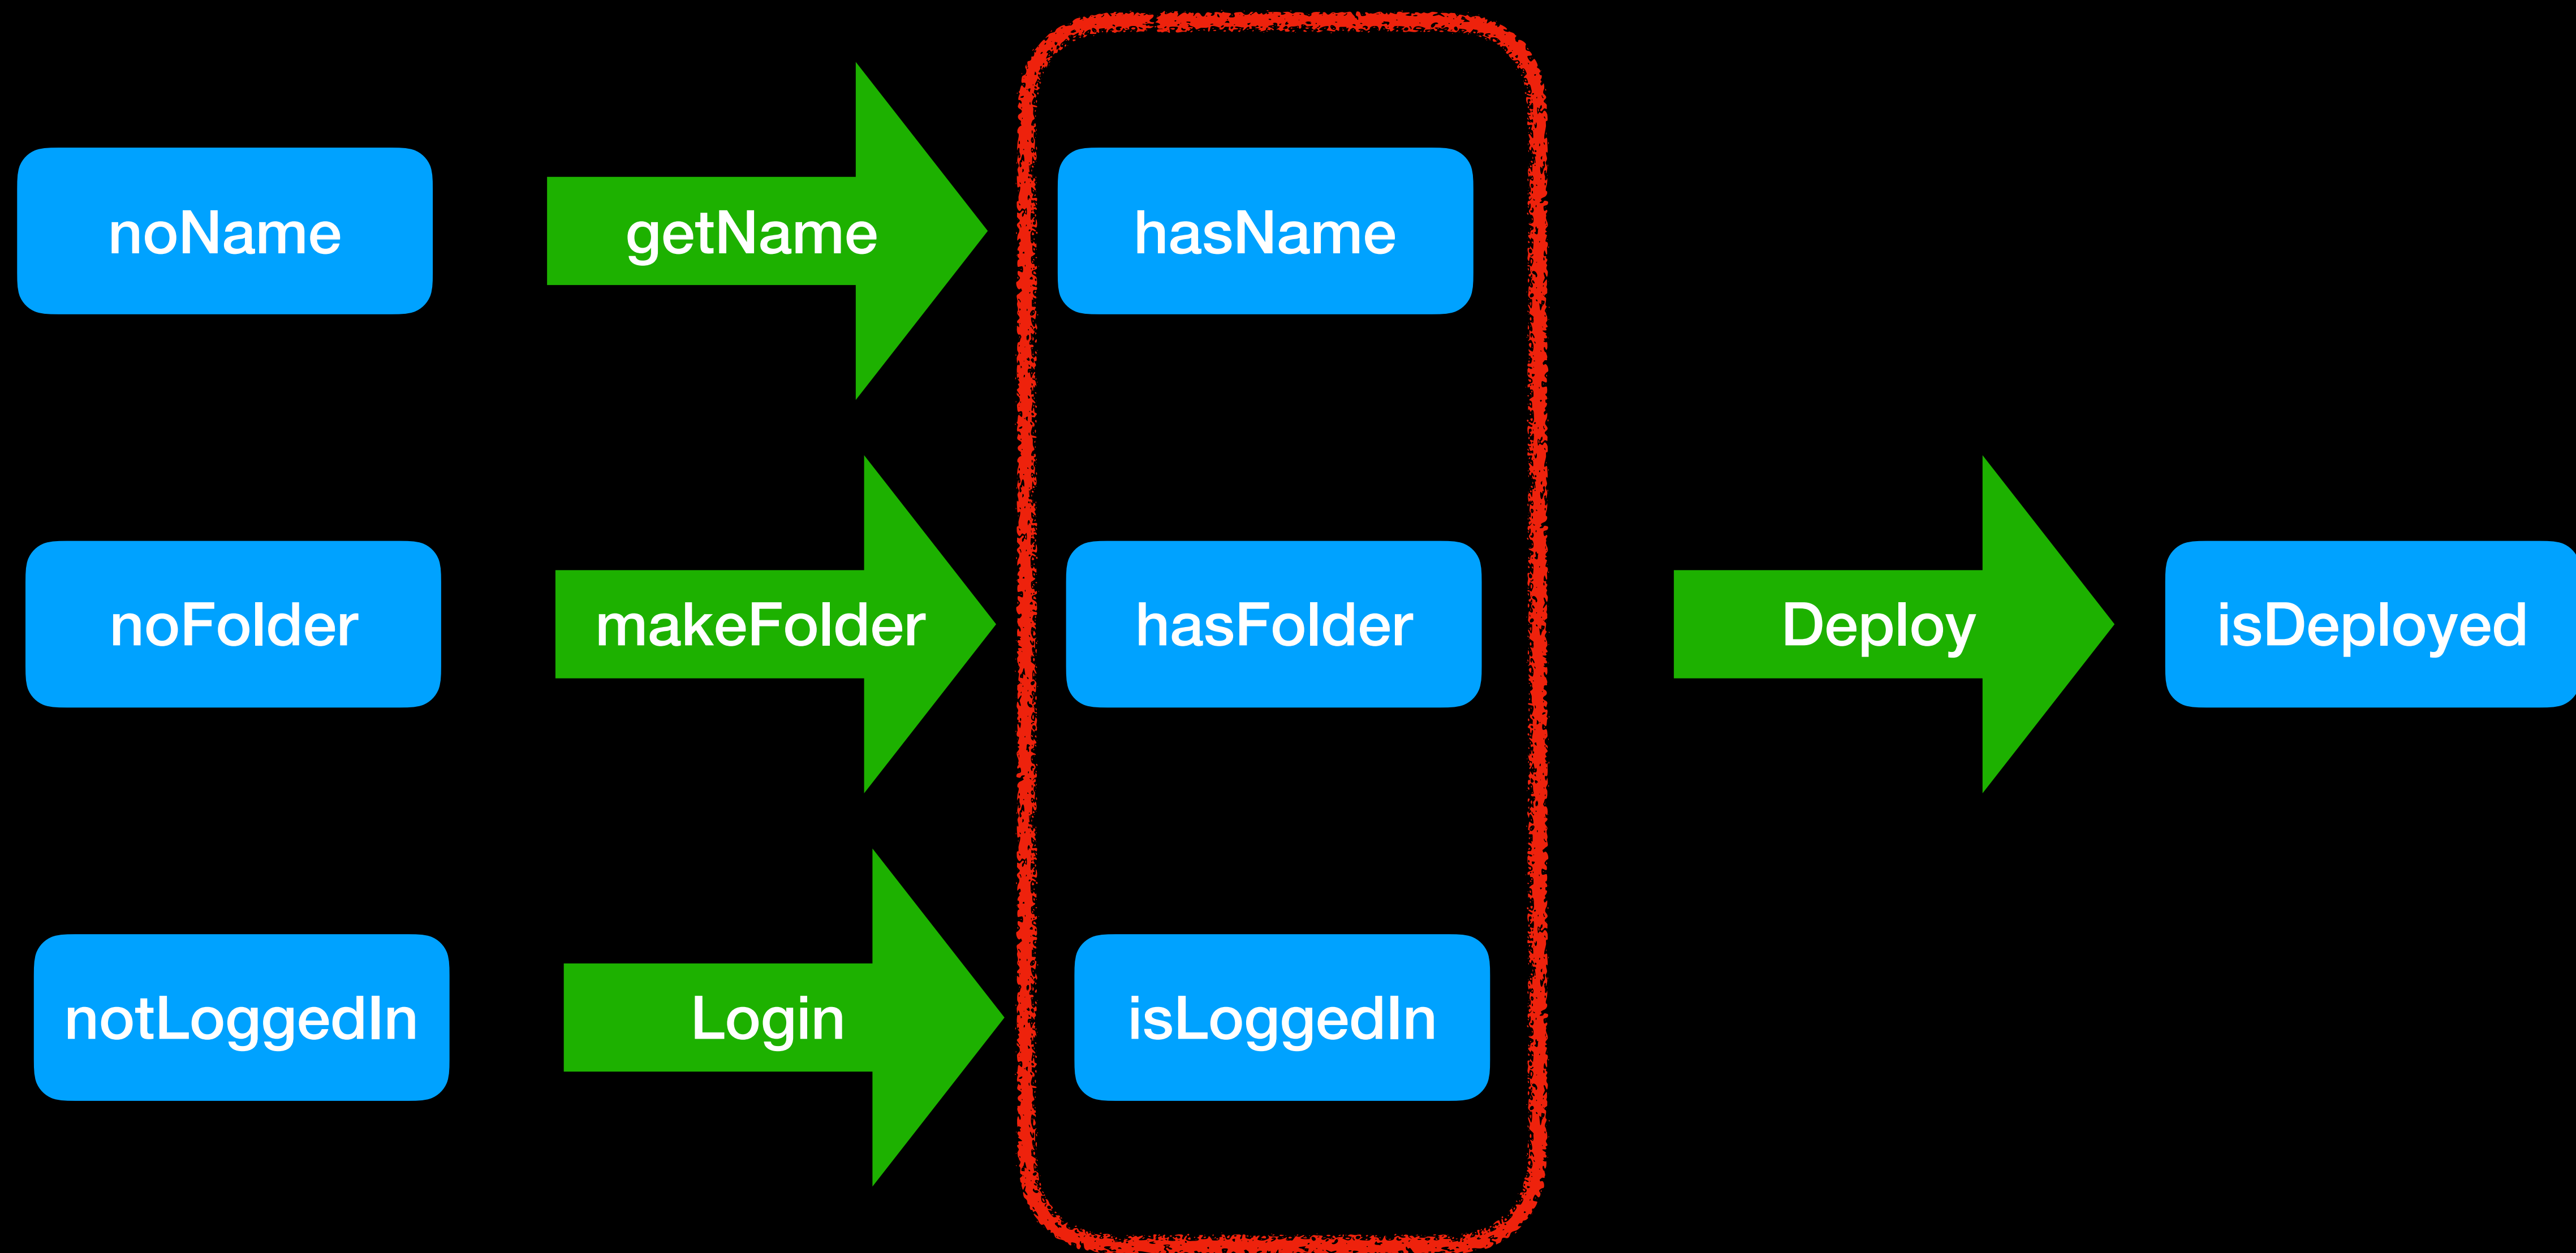 noName
getName
hasName
noFolder
makeFolder
hasFolder
Deploy
isDeployed
notLoggedIn
Login
isLoggedIn